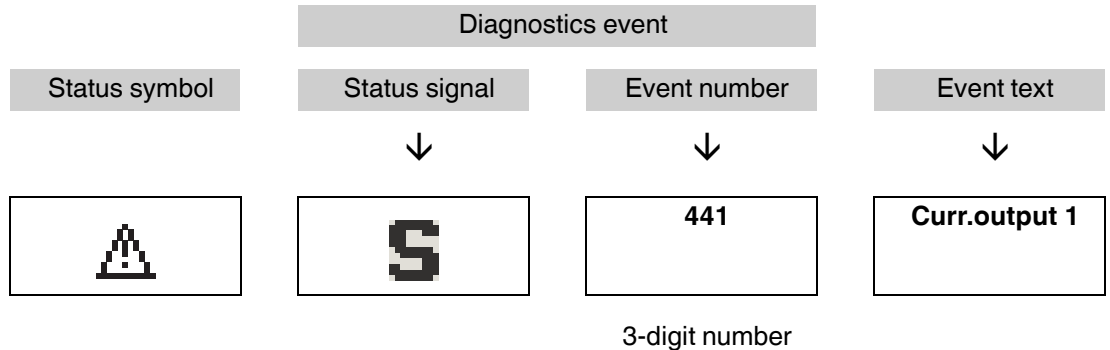 Diagnostics event
Status symbol Status signal Event number Event text
S 441 Curr.output 1
3-digit number